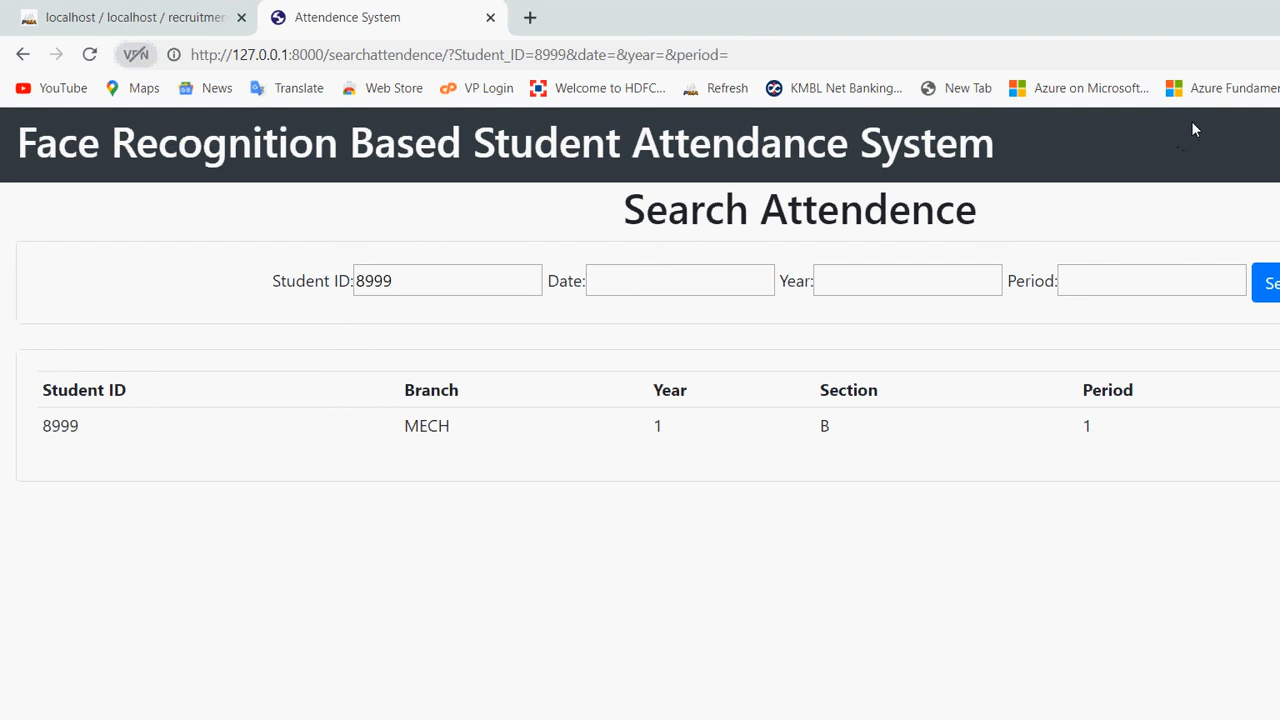 localhost / localhost / recruitme
Attendence System
VPN
http://127.0.0.1:8000/searchattendence/?Student_ID=8999&date=&year=&period=
YouTube Maps News Translate Web Store VP Login Welcome to HDFC... Refresh KMBL Net Banking... New Tab Azure on Microsoft... Azure Fundamer
Face Recognition Based Student Attendance System
Search Attendence
Student ID: 8999 Date: Year: Period: Se
Student ID Branch Year Section Period
8999 MECH 1 B 1